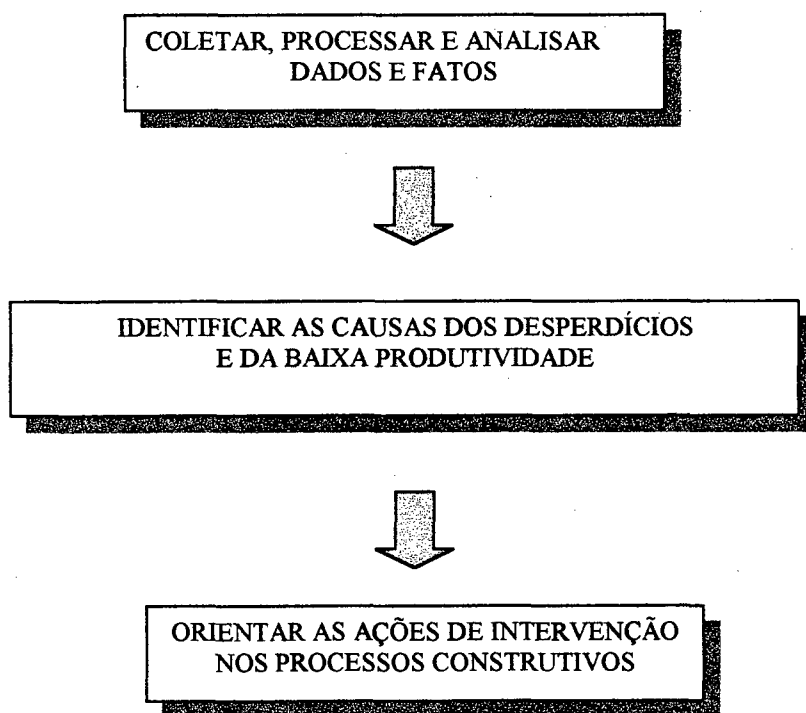 COLETAR, PROCESSAR E ANALISAR
DADOS E FATOS
IDENTIFICAR AS CAUSAS DOS DESPERDÍCIOS
E DA BAIXA PRODUTIVIDADE
ORIENTAR AS AÇÕES DE INTERVENÇÃO
NOS PROCESSOS CONSTRUTIVOS